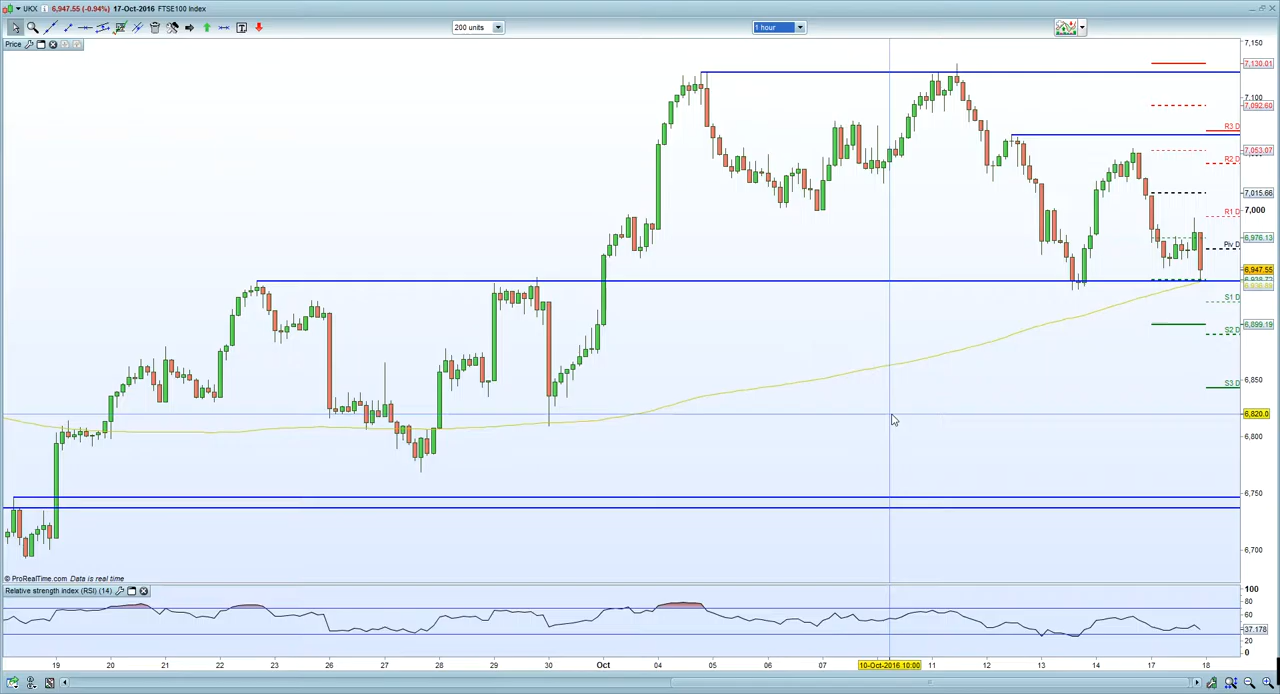 UKX 6,947.55 (-0.94%) 17-Oct-2016 FTSE100 Index
200 units
1 hour
Price
7,150
7,130.01
7,100
7,092.60
R3 D
7,053.07
R2 D
7,015.66
R1 D
7,000
6,976.13
Piv D
6,947.55
S1 D
6,899.19
S2 D
6,850
S3 D
6,820.0
6,800
6,750
6,700
© ProRealTime.com Data is real time
Relative strength index (RSI) (14)
100
80
60
37.178
20
0
19 20 21 22 23 26 27 28 29 30 Oct 04 05 06 07 10-Oct-2016 10:00 11 12 13 14 17 18